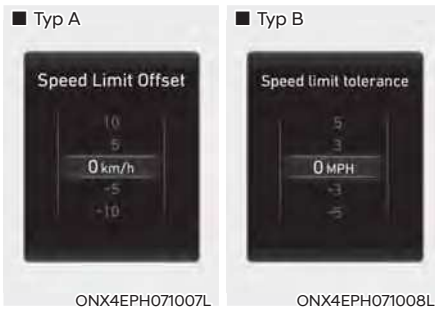 ■ Typ A
Speed Limit Offset
10
5
0 km/h
-5
-10
ONX4EPH071007L
■ Typ B
Speed limit tolerance
5
3
0 MPH
-3
-5
ONX4EPH071008L